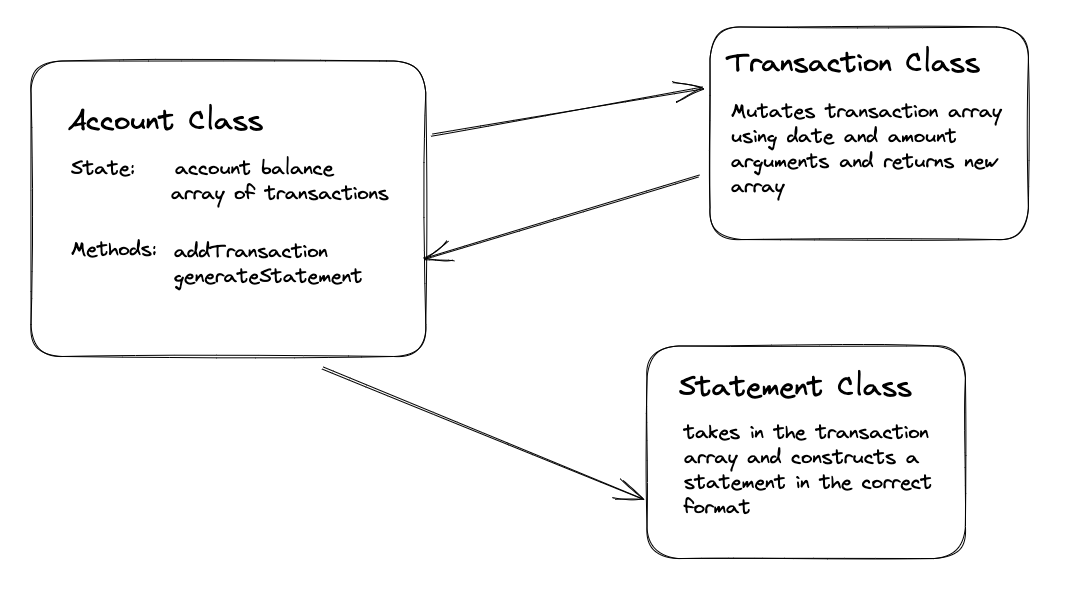 Account Class
State: account balance
array of transactions
Methods: addTransaction
generateStatement
Transaction Class
Mutates transaction array
using date and amount
arguments and returns new
array
Statement Class
takes in the transaction
array and constructs a
statement in the correct
format